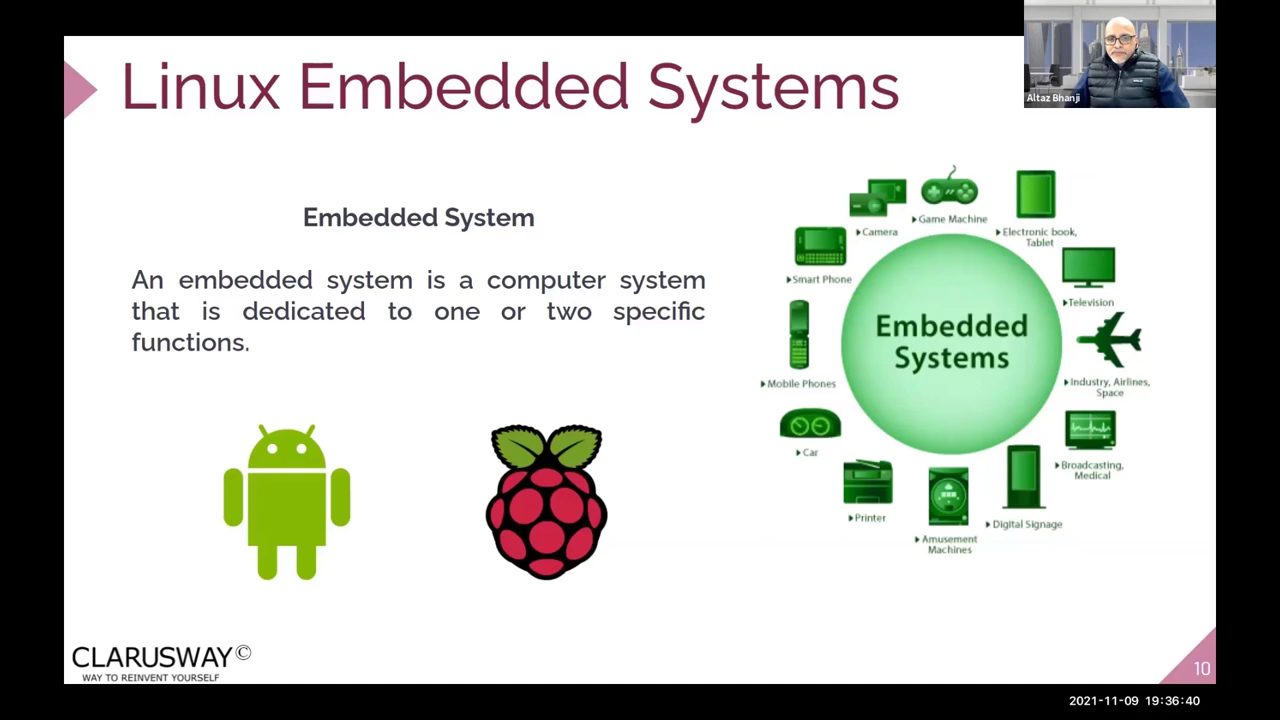 Linux Embedded Systems
Altaz Bhanji
Embedded System
An embedded system is a computer system
that is dedicated to one or two specific
functions.
Game Machine
Camera
Electronic book,
Tablet
Smart Phone
Television
Embedded
Systems
Mobile Phones
Industry, Airlines,
Space
Car
Broadcasting,
Medical
Printer
Digital Signage
Amusement
Machines
CLARUSWAY©
WAY TO REINVENT YOURSELF
10
2021-11-09 19:36:40